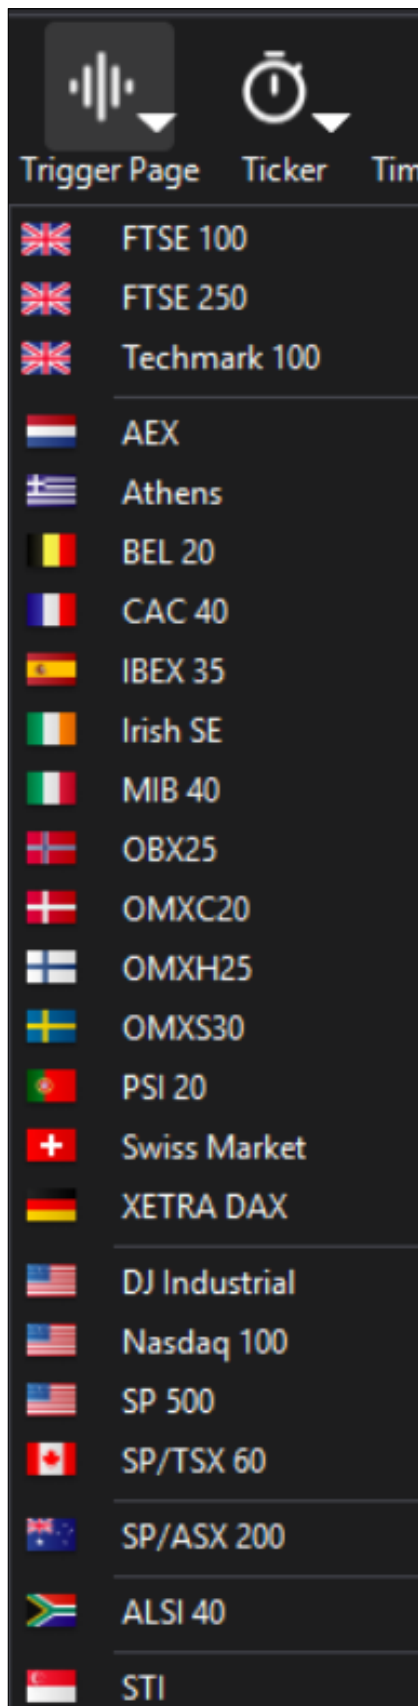 Trigger Page Ticker
FTSE 100
FTSE 250
Techmark 100
AEX
Athens
BEL 20
CAC 40
IBEX 35
Irish SE
MIB 40
OBX25
OMXC20
OMXH25
OMXS30
PSI 20
Swiss Market
XETRA DAX
DJ Industrial
Nasdaq 100
SP 500
SP/TSX 60
SP/ASX 200
ALSI 40
STI